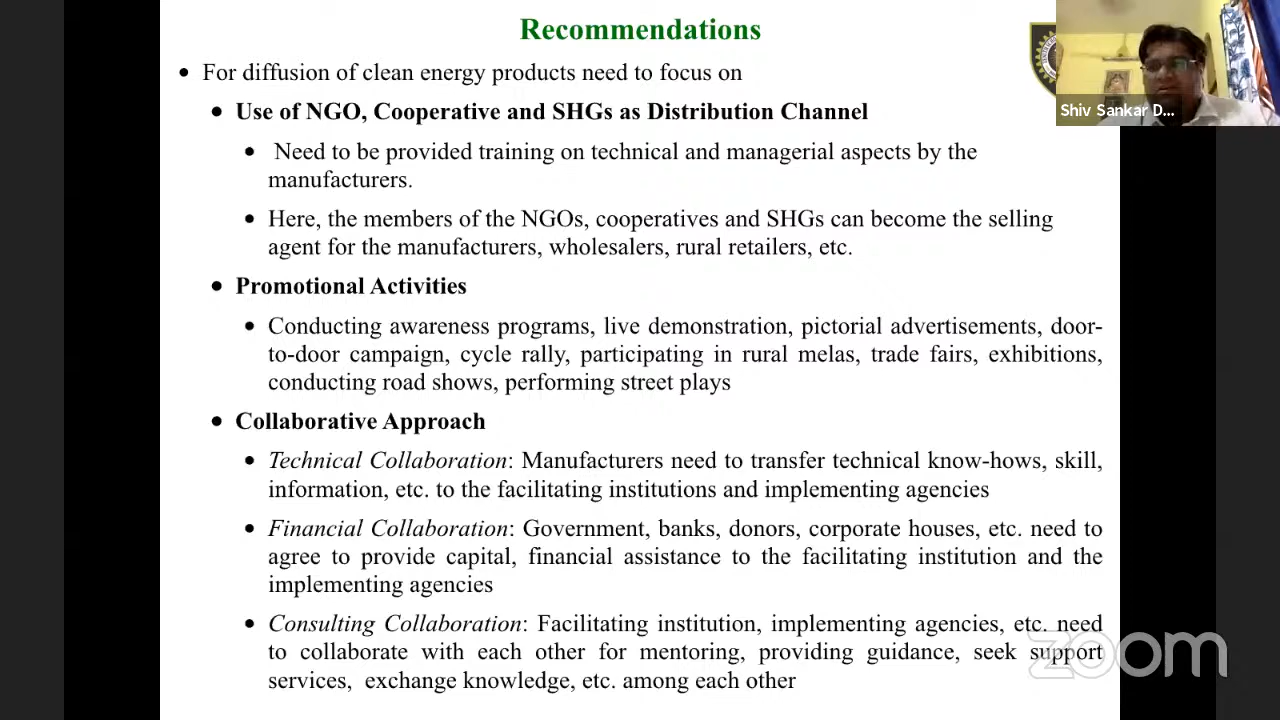 Recommendations
• For diffusion of clean energy products need to focus on
• Use of NGO, Cooperative and SHGs as Distribution Channel
• Need to be provided training on technical and managerial aspects by the
manufacturers.
• Here, the members of the NGOs, cooperatives and SHGs can become the selling
agent for the manufacturers, wholesalers, rural retailers, etc.
• Promotional Activities
• Conducting awareness programs, live demonstration, pictorial advertisements, door-
to-door campaign, cycle rally, participating in rural melas, trade fairs, exhibitions,
conducting road shows, performing street plays
• Collaborative Approach
• Technical Collaboration: Manufacturers need to transfer technical know-hows, skill,
information, etc. to the facilitating institutions and implementing agencies
• Financial Collaboration: Government, banks, donors, corporate houses, etc. need to
agree to provide capital, financial assistance to the facilitating institution and the
implementing agencies
• Consulting Collaboration: Facilitating institution, implementing agencies, etc. need
to collaborate with each other for mentoring, providing guidance, seek support
services, exchange knowledge, etc. among each other
Shiv Sankar D...
zoom